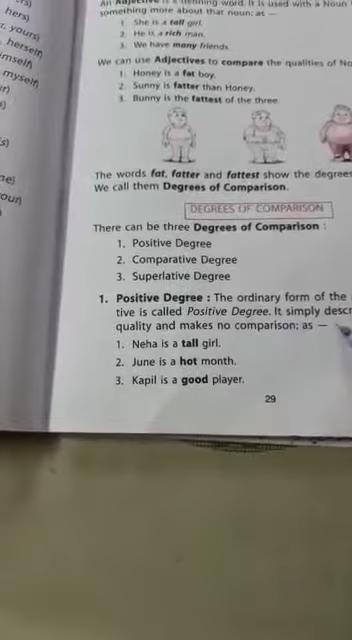 rs)
hers)
, yours)
herself
imself)
myself
ur)
s)
s)
ne)
our)
An Adjective is a defining word. It is used with a Noun
something more about that noun; as —
1. She is a tall girl.
2. He is a rich man.
3. We have many friends.
We can use Adjectives to compare the qualities of No
1. Honey is a fat boy.
2. Sunny is fatter than Honey.
3. Bunny is the fattest of the three.
The words fat, fatter and fattest show the degrees
We call them Degrees of Comparison.
DEGREES OF COMPARISON
There can be three Degrees of Comparison :
1. Positive Degree
2. Comparative Degree
3. Superlative Degree
1. Positive Degree : The ordinary form of the
tive is called Positive Degree. It simply descr
quality and makes no comparison; as —
1. Neha is a tall girl.
2. June is a hot month.
3. Kapil is a good player.
29